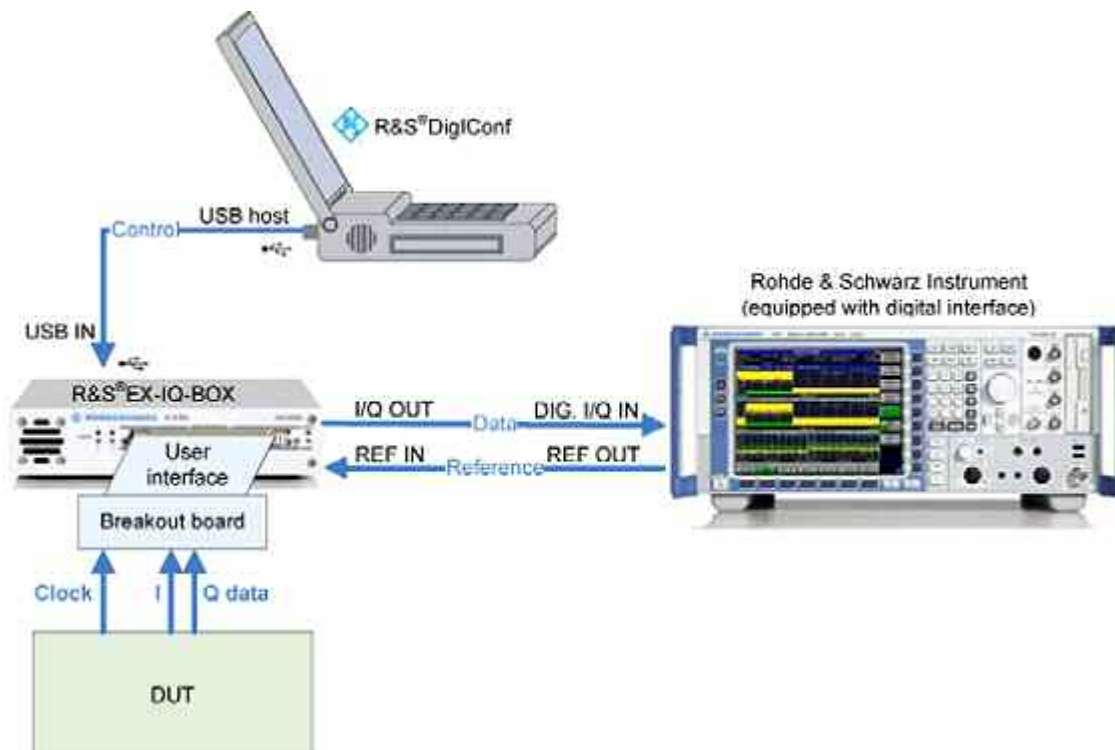 R&S®DigIConf
USB host
Control
USB IN
Rohde & Schwarz Instrument
(equipped with digital interface)
R&S®EX-IQ-BOX
I/Q OUT
Data
DIG. I/Q IN
REF IN
Reference
REF OUT
User
interface
Breakout board
Clock
I
Q data
DUT